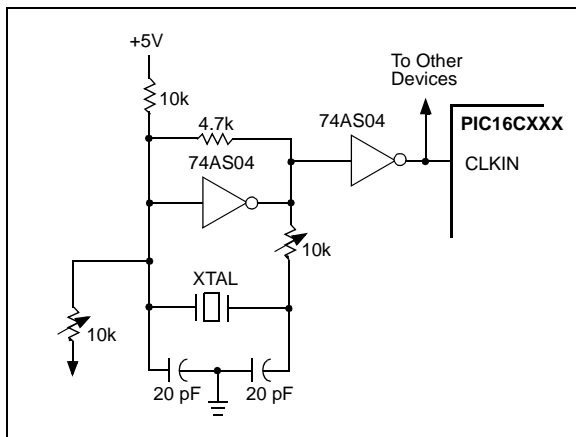 +5V
10k
4.7k
74AS04
74AS04
To Other
Devices
PIC16CXXX
CLKIN
10k
XTAL
10k
20 pF
20 pF